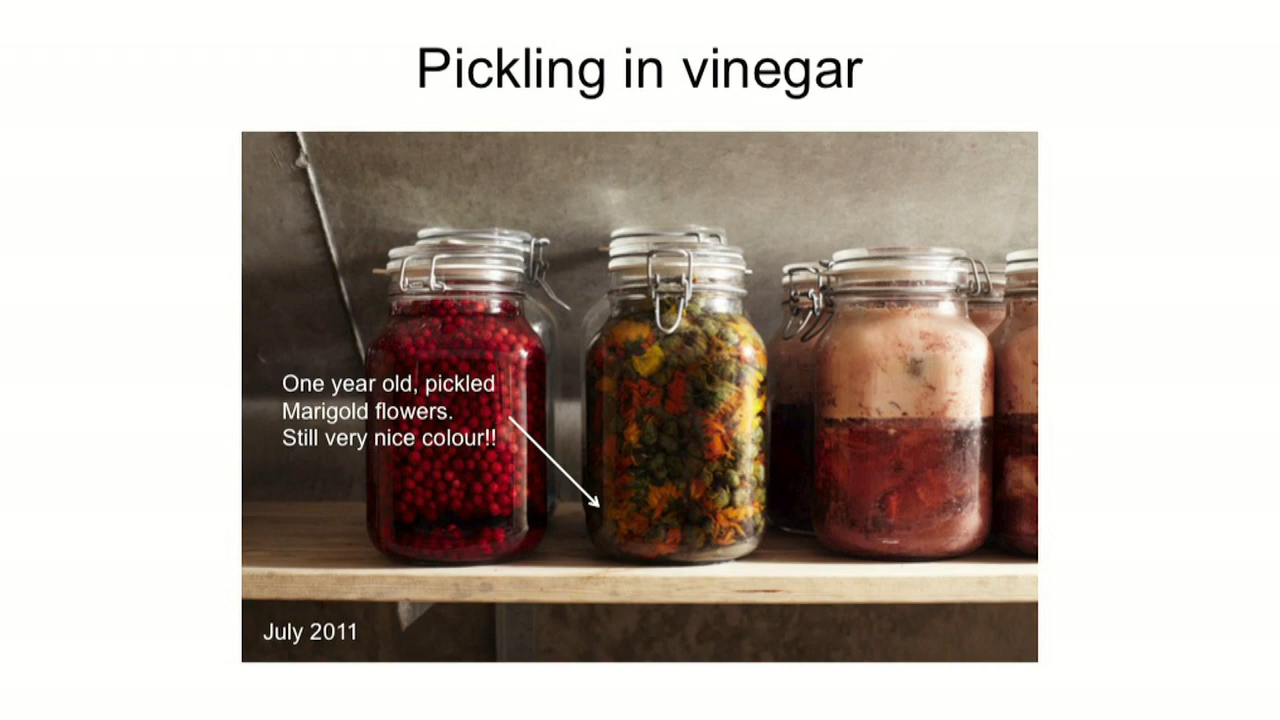 Pickling in vinegar
One year old, pickled
Marigold flowers.
Still very nice colour!!
July 2011